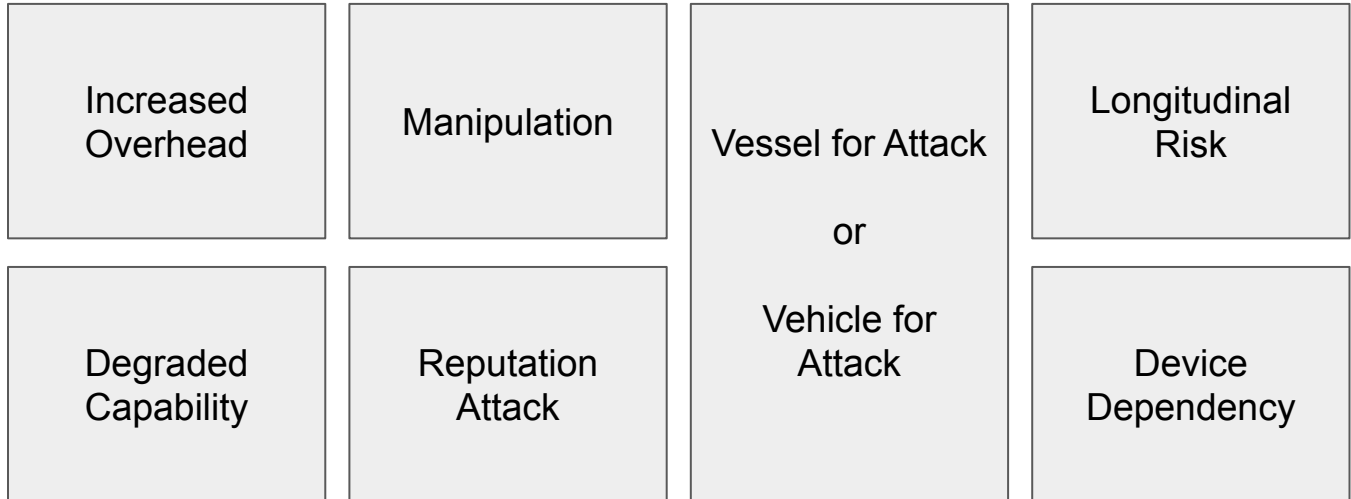 Increased
Overhead
Manipulation
Vessel for Attack
or
Vehicle for
Attack
Longitudinal
Risk
Degraded
Capability
Reputation
Attack
Device
Dependency